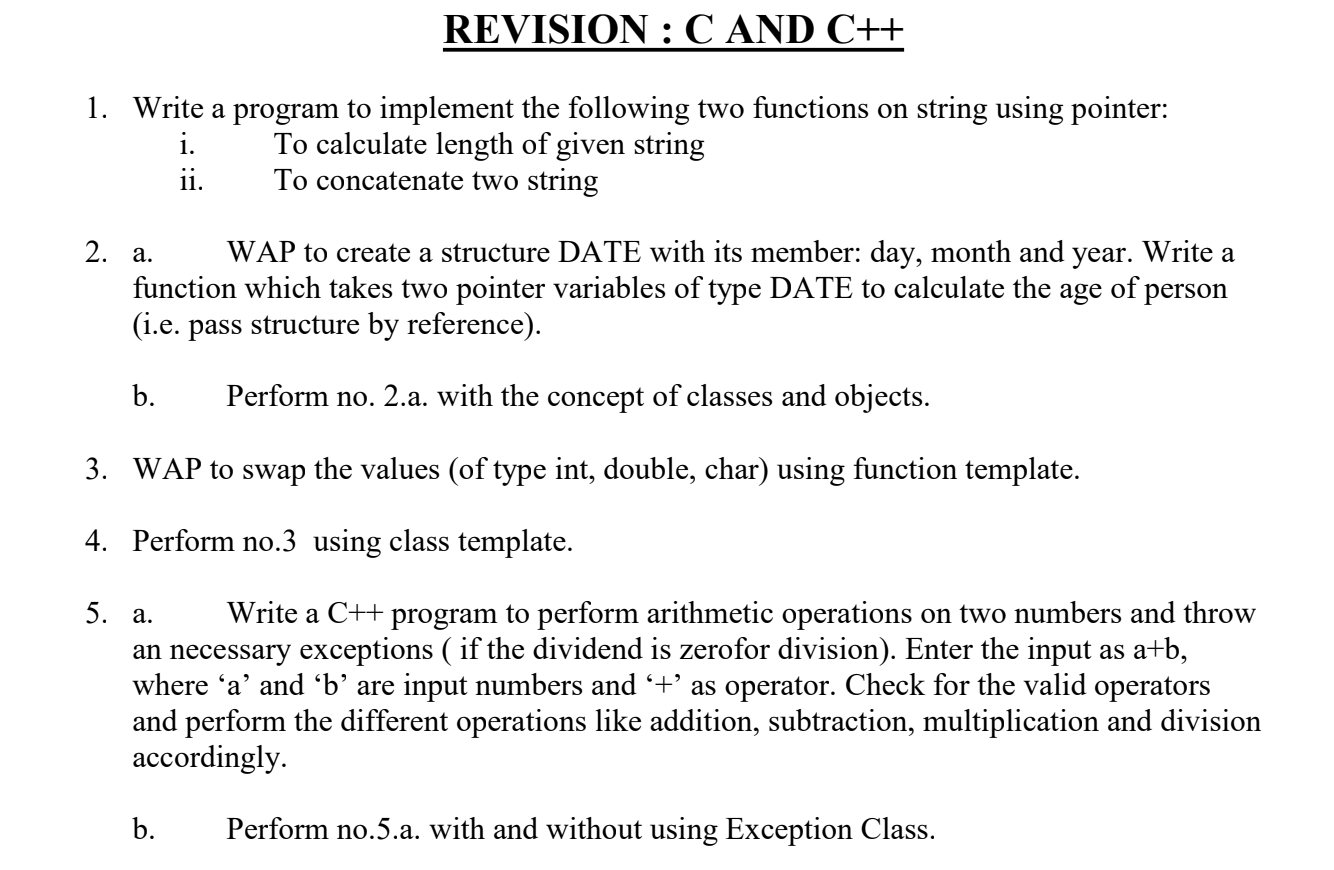 REVISION : C AND C++
1. Write a program to implement the following two functions on string using pointer:
i. To calculate length of given string
ii. To concatenate two string
2. a. WAP to create a structure DATE with its member: day, month and year. Write a
function which takes two pointer variables of type DATE to calculate the age of person
(i.e. pass structure by reference).
b. Perform no. 2.a. with the concept of classes and objects.
3. WAP to swap the values (of type int, double, char) using function template.
4. Perform no.3 using class template.
5. a. Write a C++ program to perform arithmetic operations on two numbers and throw
an necessary exceptions ( if the dividend is zerofor division). Enter the input as a+b,
where ‘a’ and ‘b’ are input numbers and ‘+’ as operator. Check for the valid operators
and perform the different operations like addition, subtraction, multiplication and division
accordingly.
b. Perform no.5.a. with and without using Exception Class.